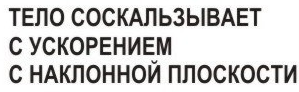 ТЕЛО СОСКАЛЬЗЫВАЕТ
С УСКОРЕНИЕМ
С НАКЛОННОЙ ПЛОСКОСТИ